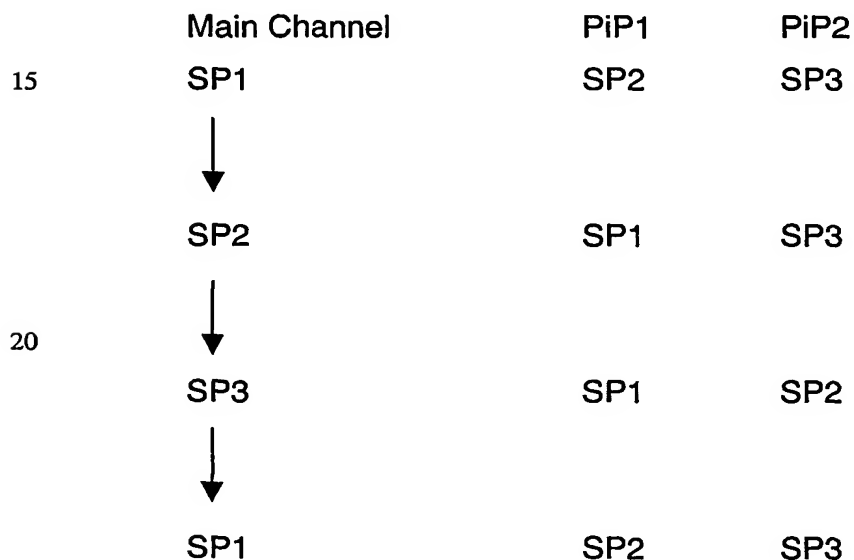 Main Channel PiP1 PiP2
15 SP1 SP2 SP3
SP2 SP1 SP3
20
SP3 SP1 SP2
SP1 SP2 SP3